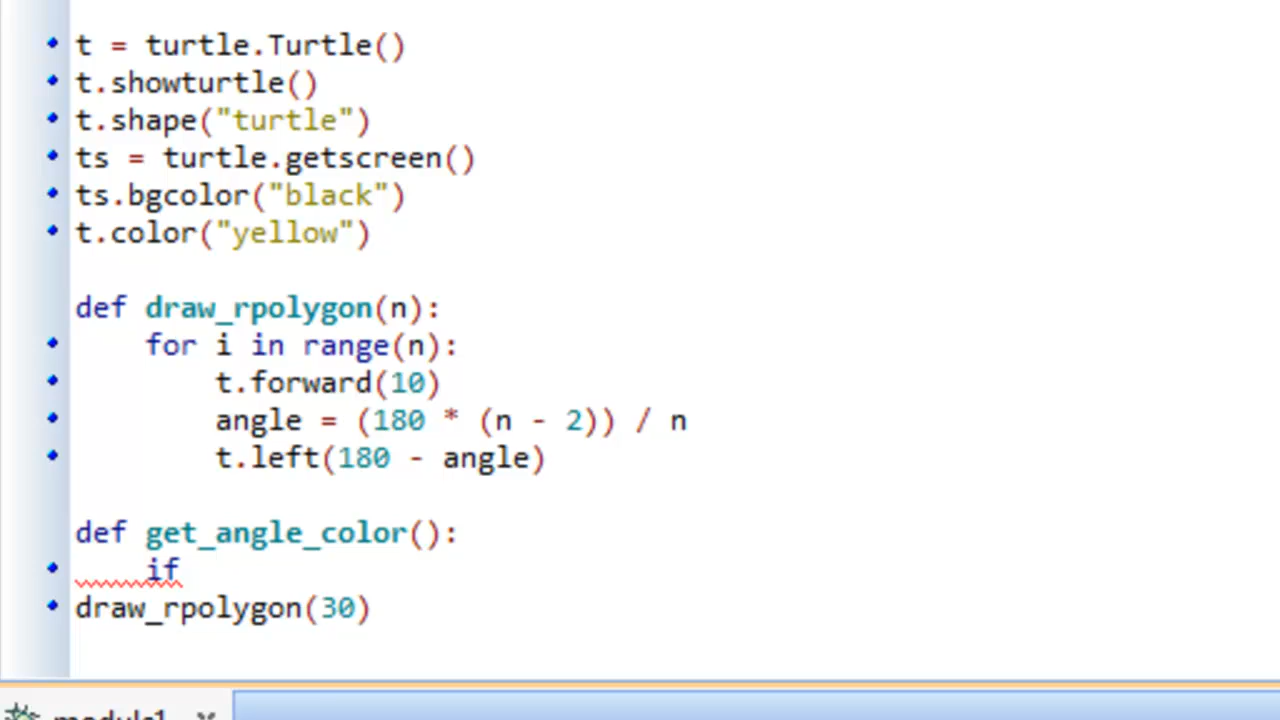 t = turtle.Turtle()
t.showturtle()
t.shape("turtle")
ts = turtle.getscreen()
ts.bgcolor("black")
t.color("yellow")
def draw_rpolygon(n):
    for i in range(n):
        t.forward(10)
        angle = (180 * (n - 2)) / n
        t.left(180 - angle)
def get_angle_color():
    if
draw_rpolygon(30)
module1